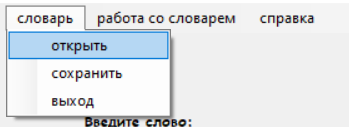 словарь работа со словарем справка
открыть
сохранить
выход
Введите слово: